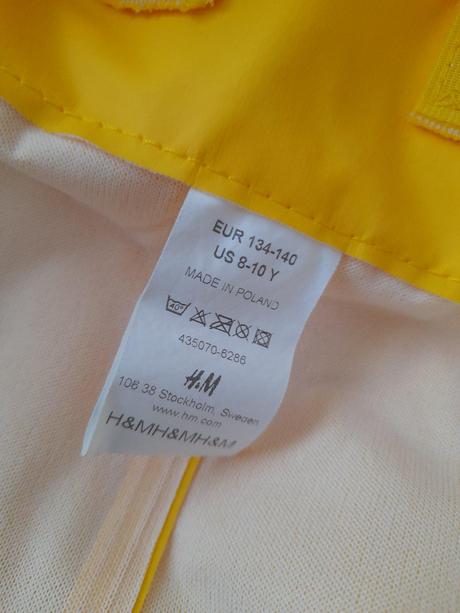 EUR 134-140
US 8-10 Y
MADE IN POLAND
40°
435070-6286
H&M
106 38 Stockholm, Sweden
www.hm.com
H&MH&MH&M